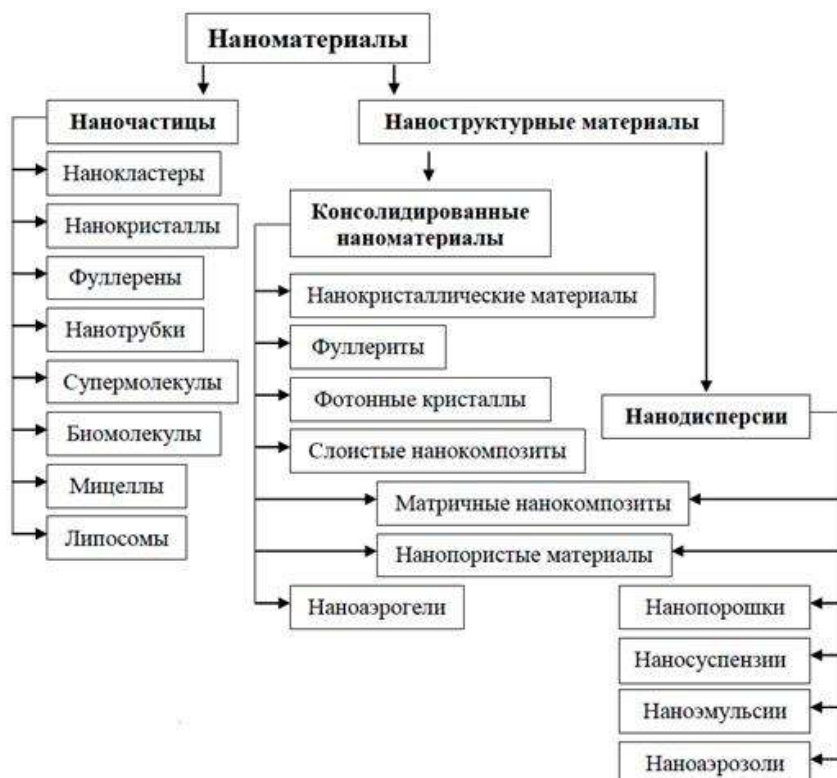 Наноматериалы
Наночастицы
Наноструктурные материалы
Нанокластеры
Нанокристаллы
Фуллерены
Нанотрубки
Супермолекулы
Биомолекулы
Мицеллы
Липосомы
Консолидированные
наноматериалы
Нанокристаллические материалы
Фуллериты
Фотонные кристаллы
Слоистые нанокомпозиты
Матричные нанокомпозиты
Нанопористые материалы
Наноаэрогели
Нанодисперсии
Нанопорошки
Наносуспензии
Наноэмульсии
Наноаэрозоли